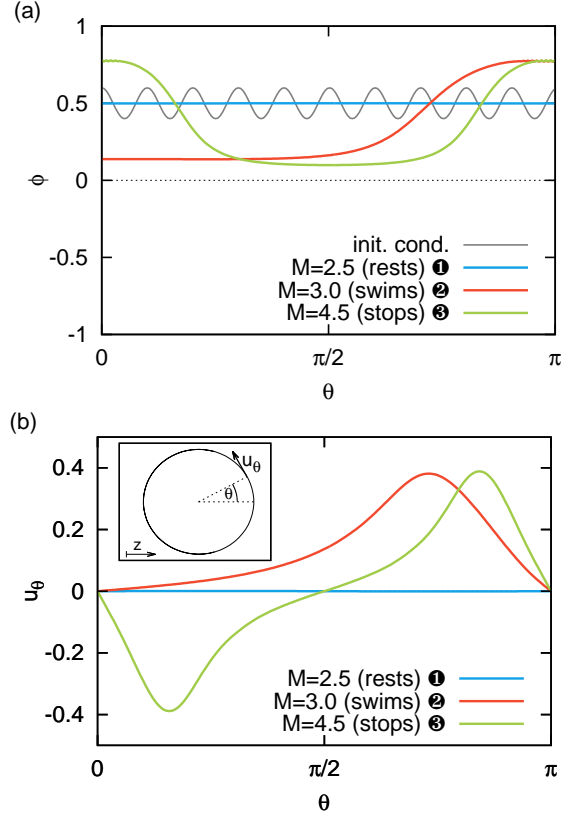 (a)
1
0.5
0
-0.5
-1
ϕ
init. cond.
M=2.5 (rests) ❶
M=3.0 (swims) ❷
M=4.5 (stops) ❸
0
π/2
π
θ
(b)
0.4
0.2
0
-0.2
-0.4
u_θ
u_θ
θ
z
M=2.5 (rests) ❶
M=3.0 (swims) ❷
M=4.5 (stops) ❸
0
π/2
π
θ